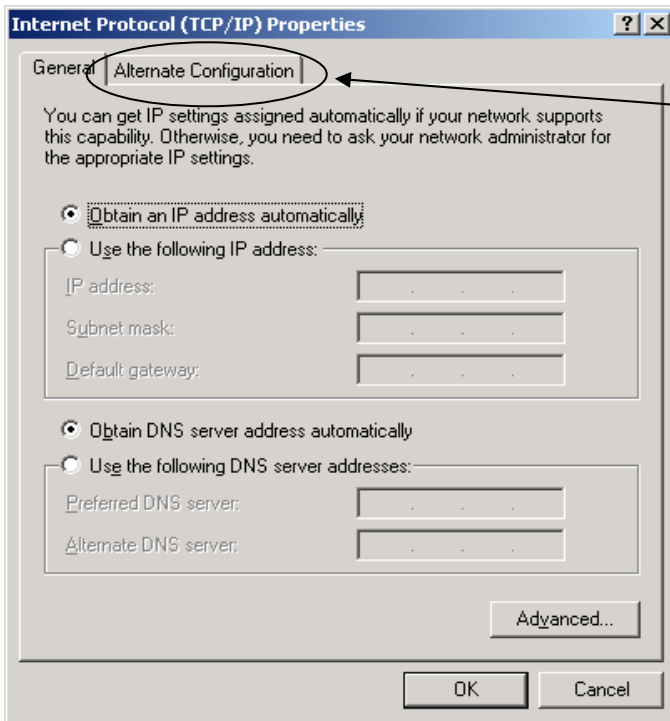 Internet Protocol (TCP/IP) Properties
General Alternate Configuration
You can get IP settings assigned automatically if your network supports
this capability. Otherwise, you need to ask your network administrator for
the appropriate IP settings.
Obtain an IP address automatically
Use the following IP address:
IP address:
Subnet mask:
Default gateway:
Obtain DNS server address automatically
Use the following DNS server addresses:
Preferred DNS server:
Alternate DNS server:
Advanced...
OK Cancel